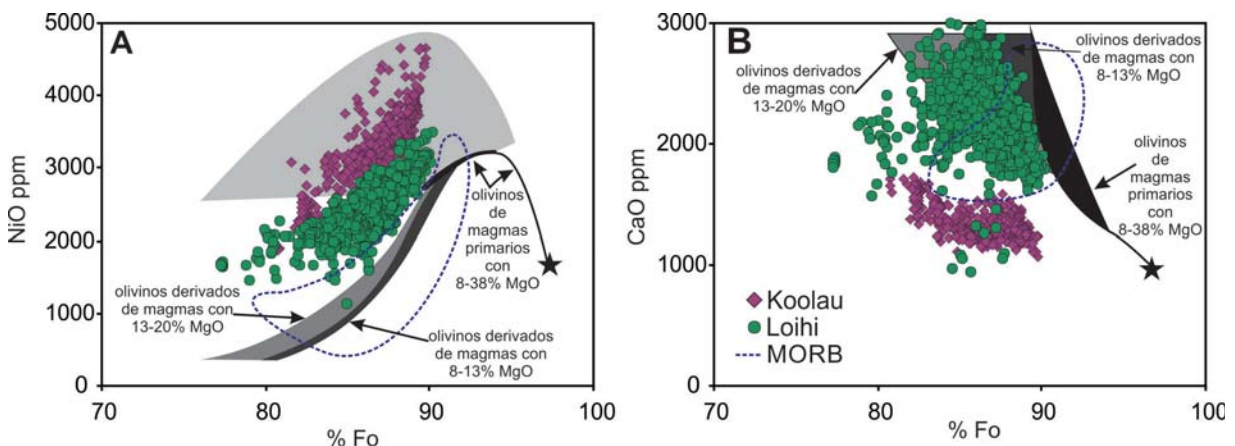 A
NiO ppm
5000
4000
3000
2000
1000
0
70
80
90
100
% Fo
olivinos
de
magmas
primarios
con
8-38% MgO
olivinos derivados
de magmas con
13-20% MgO
olivinos derivados
de magmas con
8-13% MgO
B
CaO ppm
3000
2000
1000
0
70
80
90
100
% Fo
olivinos derivados
de magmas con
13-20% MgO
olivinos derivados
de magmas con
8-13% MgO
olivinos
de
magmas
primarios
con
8-38% MgO
Koolau
Loihi
MORB